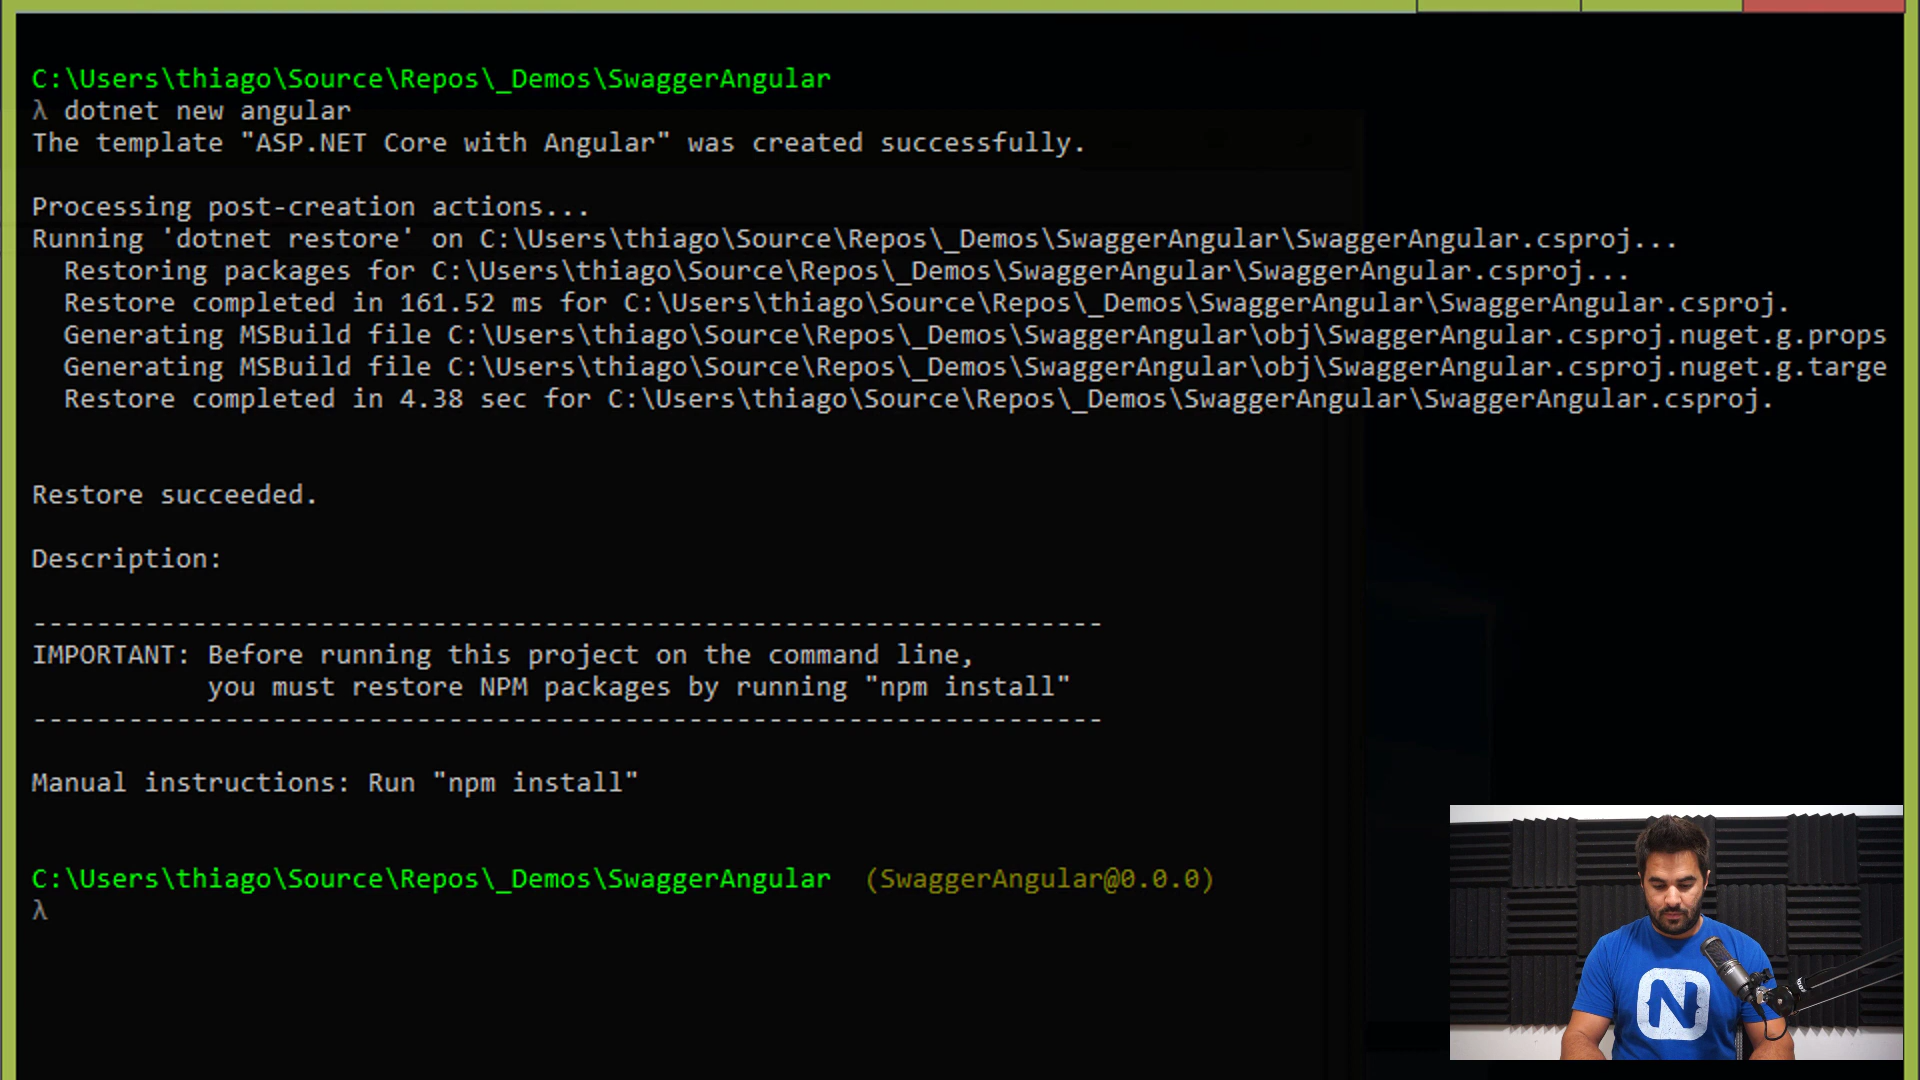 C:\Users\thiago\Source\Repos\_Demos\SwaggerAngular
λ dotnet new angular
The template "ASP.NET Core with Angular" was created successfully.
Processing post-creation actions...
Running 'dotnet restore' on C:\Users\thiago\Source\Repos\_Demos\SwaggerAngular\SwaggerAngular.csproj...
Restoring packages for C:\Users\thiago\Source\Repos\_Demos\SwaggerAngular\SwaggerAngular.csproj...
Restore completed in 161.52 ms for C:\Users\thiago\Source\Repos\_Demos\SwaggerAngular\SwaggerAngular.csproj.
Generating MSBuild file C:\Users\thiago\Source\Repos\_Demos\SwaggerAngular\obj\SwaggerAngular.csproj.nuget.g.props
Generating MSBuild file C:\Users\thiago\Source\Repos\_Demos\SwaggerAngular\obj\SwaggerAngular.csproj.nuget.g.targe
Restore completed in 4.38 sec for C:\Users\thiago\Source\Repos\_Demos\SwaggerAngular\SwaggerAngular.csproj.
Restore succeeded.
Description:
-------------------------------------------------------------------
IMPORTANT: Before running this project on the command line,
you must restore NPM packages by running "npm install"
-------------------------------------------------------------------
Manual instructions: Run "npm install"
C:\Users\thiago\Source\Repos\_Demos\SwaggerAngular (SwaggerAngular@0.0.0)
λ
N